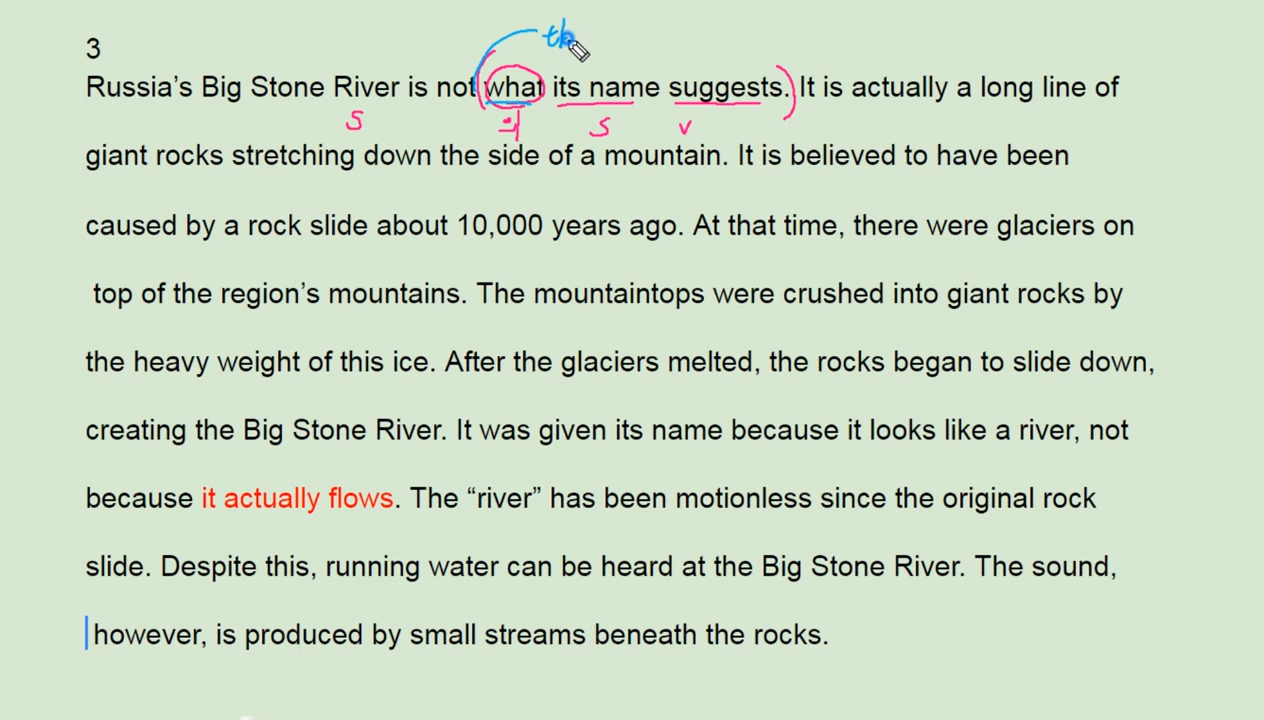 3
th
Russia’s Big Stone River is not (what its name suggests.) It is actually a long line of
S S V
giant rocks stretching down the side of a mountain. It is believed to have been
caused by a rock slide about 10,000 years ago. At that time, there were glaciers on
top of the region’s mountains. The mountaintops were crushed into giant rocks by
the heavy weight of this ice. After the glaciers melted, the rocks began to slide down,
creating the Big Stone River. It was given its name because it looks like a river, not
because it actually flows. The “river” has been motionless since the original rock
slide. Despite this, running water can be heard at the Big Stone River. The sound,
however, is produced by small streams beneath the rocks.